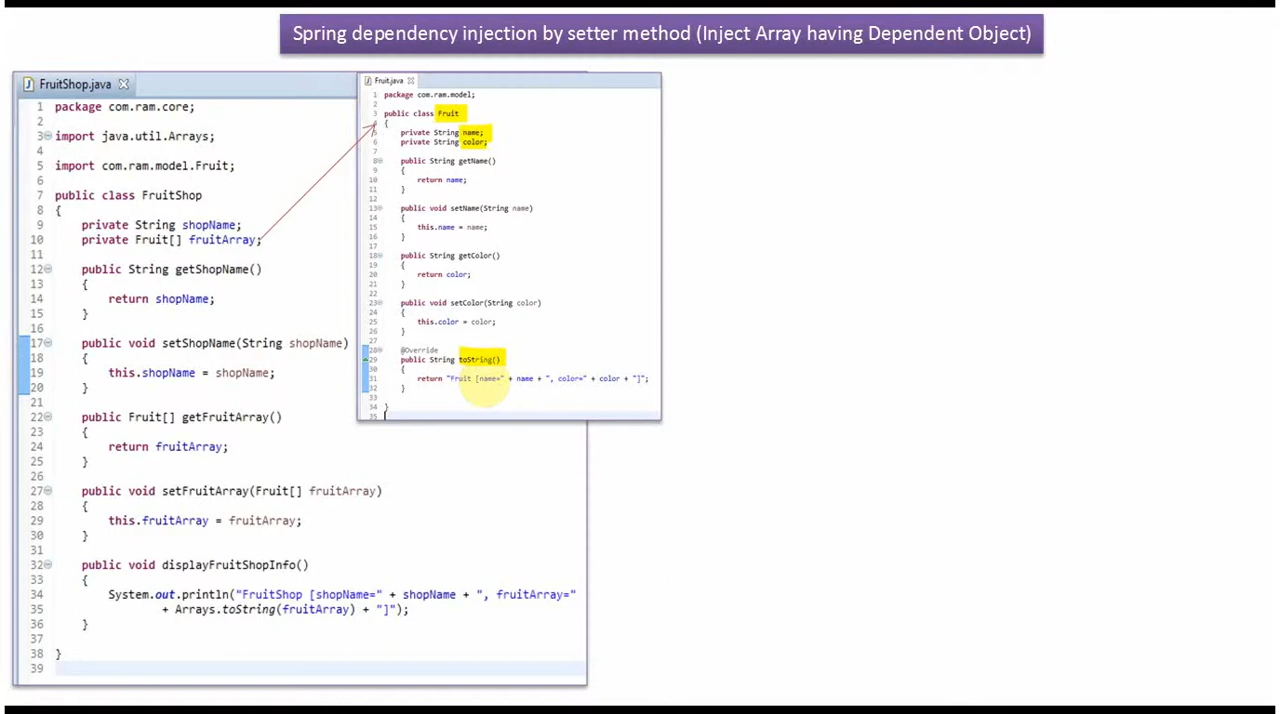 Spring dependency injection by setter method (Inject Array having Dependent Object)
FruitShop.java
1 package com.ram.core;
2
3 import java.util.Arrays;
4
5 import com.ram.model.Fruit;
6
7 public class FruitShop
8 {
9 private String shopName;
10 private Fruit[] fruitArray;
11
12 public String getShopName()
13 {
14 return shopName;
15 }
16
17 public void setShopName(String shopName)
18 {
19 this.shopName = shopName;
20 }
21
22 public Fruit[] getFruitArray()
23 {
24 return fruitArray;
25 }
26
27 public void setFruitArray(Fruit[] fruitArray)
28 {
29 this.fruitArray = fruitArray;
30 }
31
32 public void displayFruitShopInfo()
33 {
34 System.out.println("FruitShop [shopName=" + shopName + ", fruitArray="
35 + Arrays.toString(fruitArray) + "]");
36 }
37
38 }
39
Fruit.java
1 package com.ram.model;
2
3 public class Fruit
4 {
5 private String name;
6 private String color;
7
8 public String getName()
9 {
10 return name;
11 }
12
13 public void setName(String name)
14 {
15 this.name = name;
16 }
17
18 public String getColor()
19 {
20 return color;
21 }
22
23 public void setColor(String color)
24 {
25 this.color = color;
26 }
27
28 @Override
29 public String toString()
30 {
31 return "Fruit [name=" + name + ", color=" + color + "]";
32 }
33
34 }
35